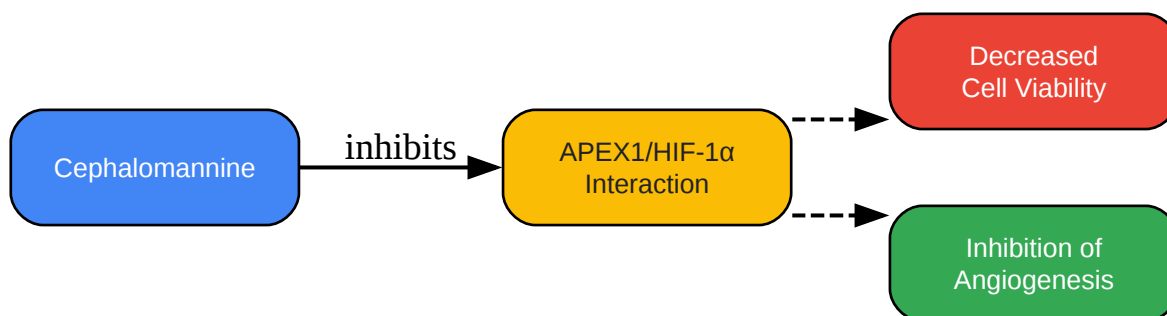 Cephalomannine
inhibits
APEX1/HIF-1α
Interaction
Decreased
Cell Viability
Inhibition of
Angiogenesis